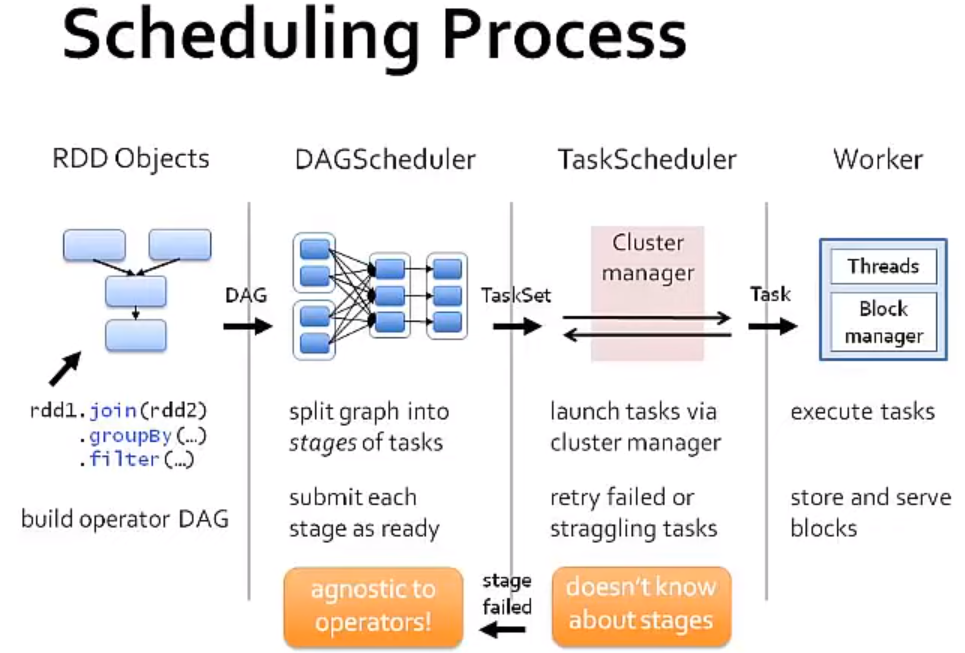 Scheduling Process
RDD Objects
DAGScheduler
TaskScheduler
Worker
DAG
TaskSet
Cluster
manager
Task
Threads
Block
manager
rdd1.join(rdd2)
.groupBy(…)
.filter(…)
build operator DAG
split graph into
stages of tasks
submit each
stage as ready
launch tasks via
cluster manager
retry failed or
straggling tasks
execute tasks
store and serve
blocks
agnostic to
operators!
stage
failed
doesn't know
about stages